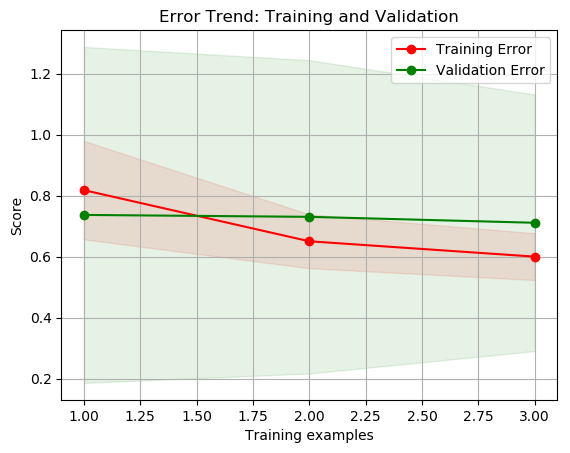 Error Trend: Training and Validation
Training Error
Validation Error
Score
1.2
1.0
0.8
0.6
0.4
0.2
1.00 1.25 1.50 1.75 2.00 2.25 2.50 2.75 3.00
Training examples